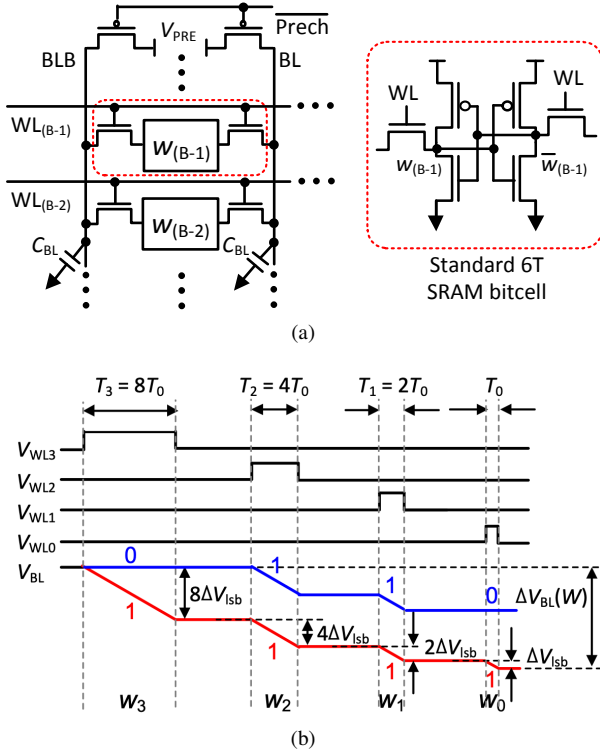 V_PRE
Prech
BLB
BL
WL_(B-1)
W_(B-1)
WL_(B-2)
W_(B-2)
C_BL
C_BL
WL
WL
w_(B-1)
w_(B-1)
Standard 6T
SRAM bitcell
(a)
T_3 = 8T_0
T_2 = 4T_0
T_1 = 2T_0
T_0
V_WL3
V_WL2
V_WL1
V_WL0
V_BL
0
1
1
0
1
8ΔV_lsb
1
4ΔV_lsb
1
2ΔV_lsb
1
ΔV_lsb
ΔV_BL(W)
w_3
w_2
w_1
w_0
(b)